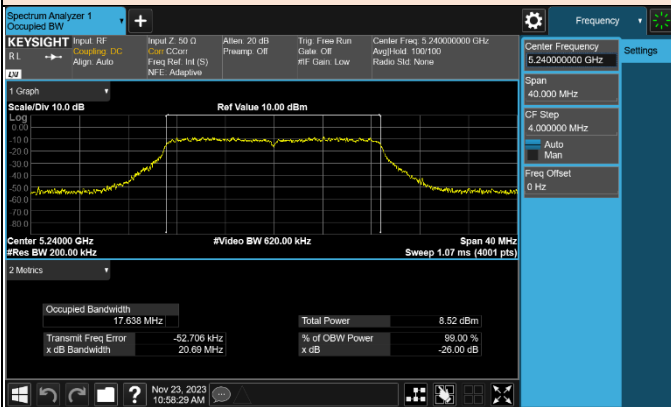 Spectrum Analyzer 1
Occupied BW
Frequency
KEYSIGHT
RL
Input: RF
Coupling: DC
Align: Auto
Input Z: 50 Ω
Corr CCorr
Freq Ref: Int (S)
NFE: Adaptive
Atten: 20 dB
Preamp: Off
Trig: Free Run
Gate: Off
#IF Gain: Low
Center Freq: 5.240000000 GHz
Avg|Hold: 100/100
Radio Std: None
Center Frequency
5.240000000 GHz
Settings
Span
40.000 MHz
CF Step
4.000000 MHz
Auto
Man
Freq Offset
0 Hz
1 Graph
Scale/Div 10.0 dB
Ref Value 10.00 dBm
Log
0.00
-10.0
-20.0
-30.0
-40.0
-50.0
-60.0
-70.0
-80.0
Center 5.24000 GHz
#Video BW 620.00 kHz
Span 40 MHz
#Res BW 200.00 kHz
Sweep 1.07 ms (4001 pts)
2 Metrics
Occupied Bandwidth
17.638 MHz
Total Power 8.52 dBm
Transmit Freq Error -52.706 kHz
% of OBW Power 99.00 %
x dB Bandwidth 20.69 MHz
x dB -26.00 dB
Nov 23, 2023
10:58:29 AM